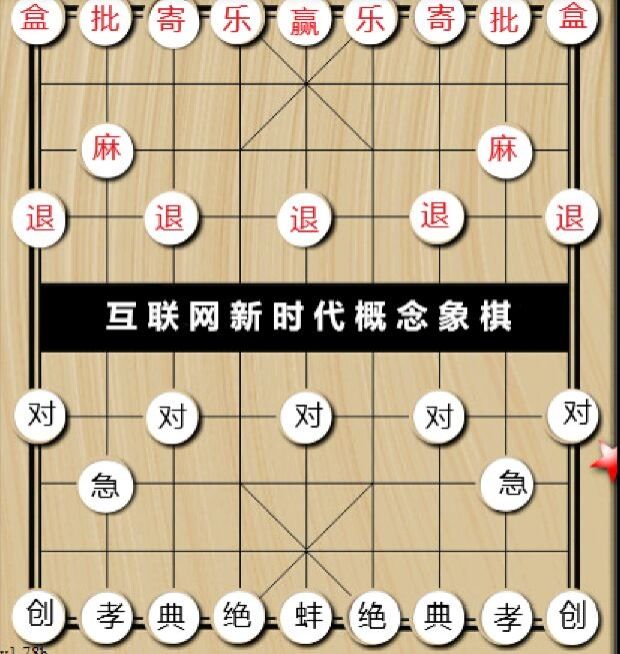 盒批寄乐赢乐寄批盒
麻 麻
退 退 退 退 退
互联网新时代概念象棋
对 对 对 对 对
急 急
创孝典绝蚌绝典孝创
v1.78b